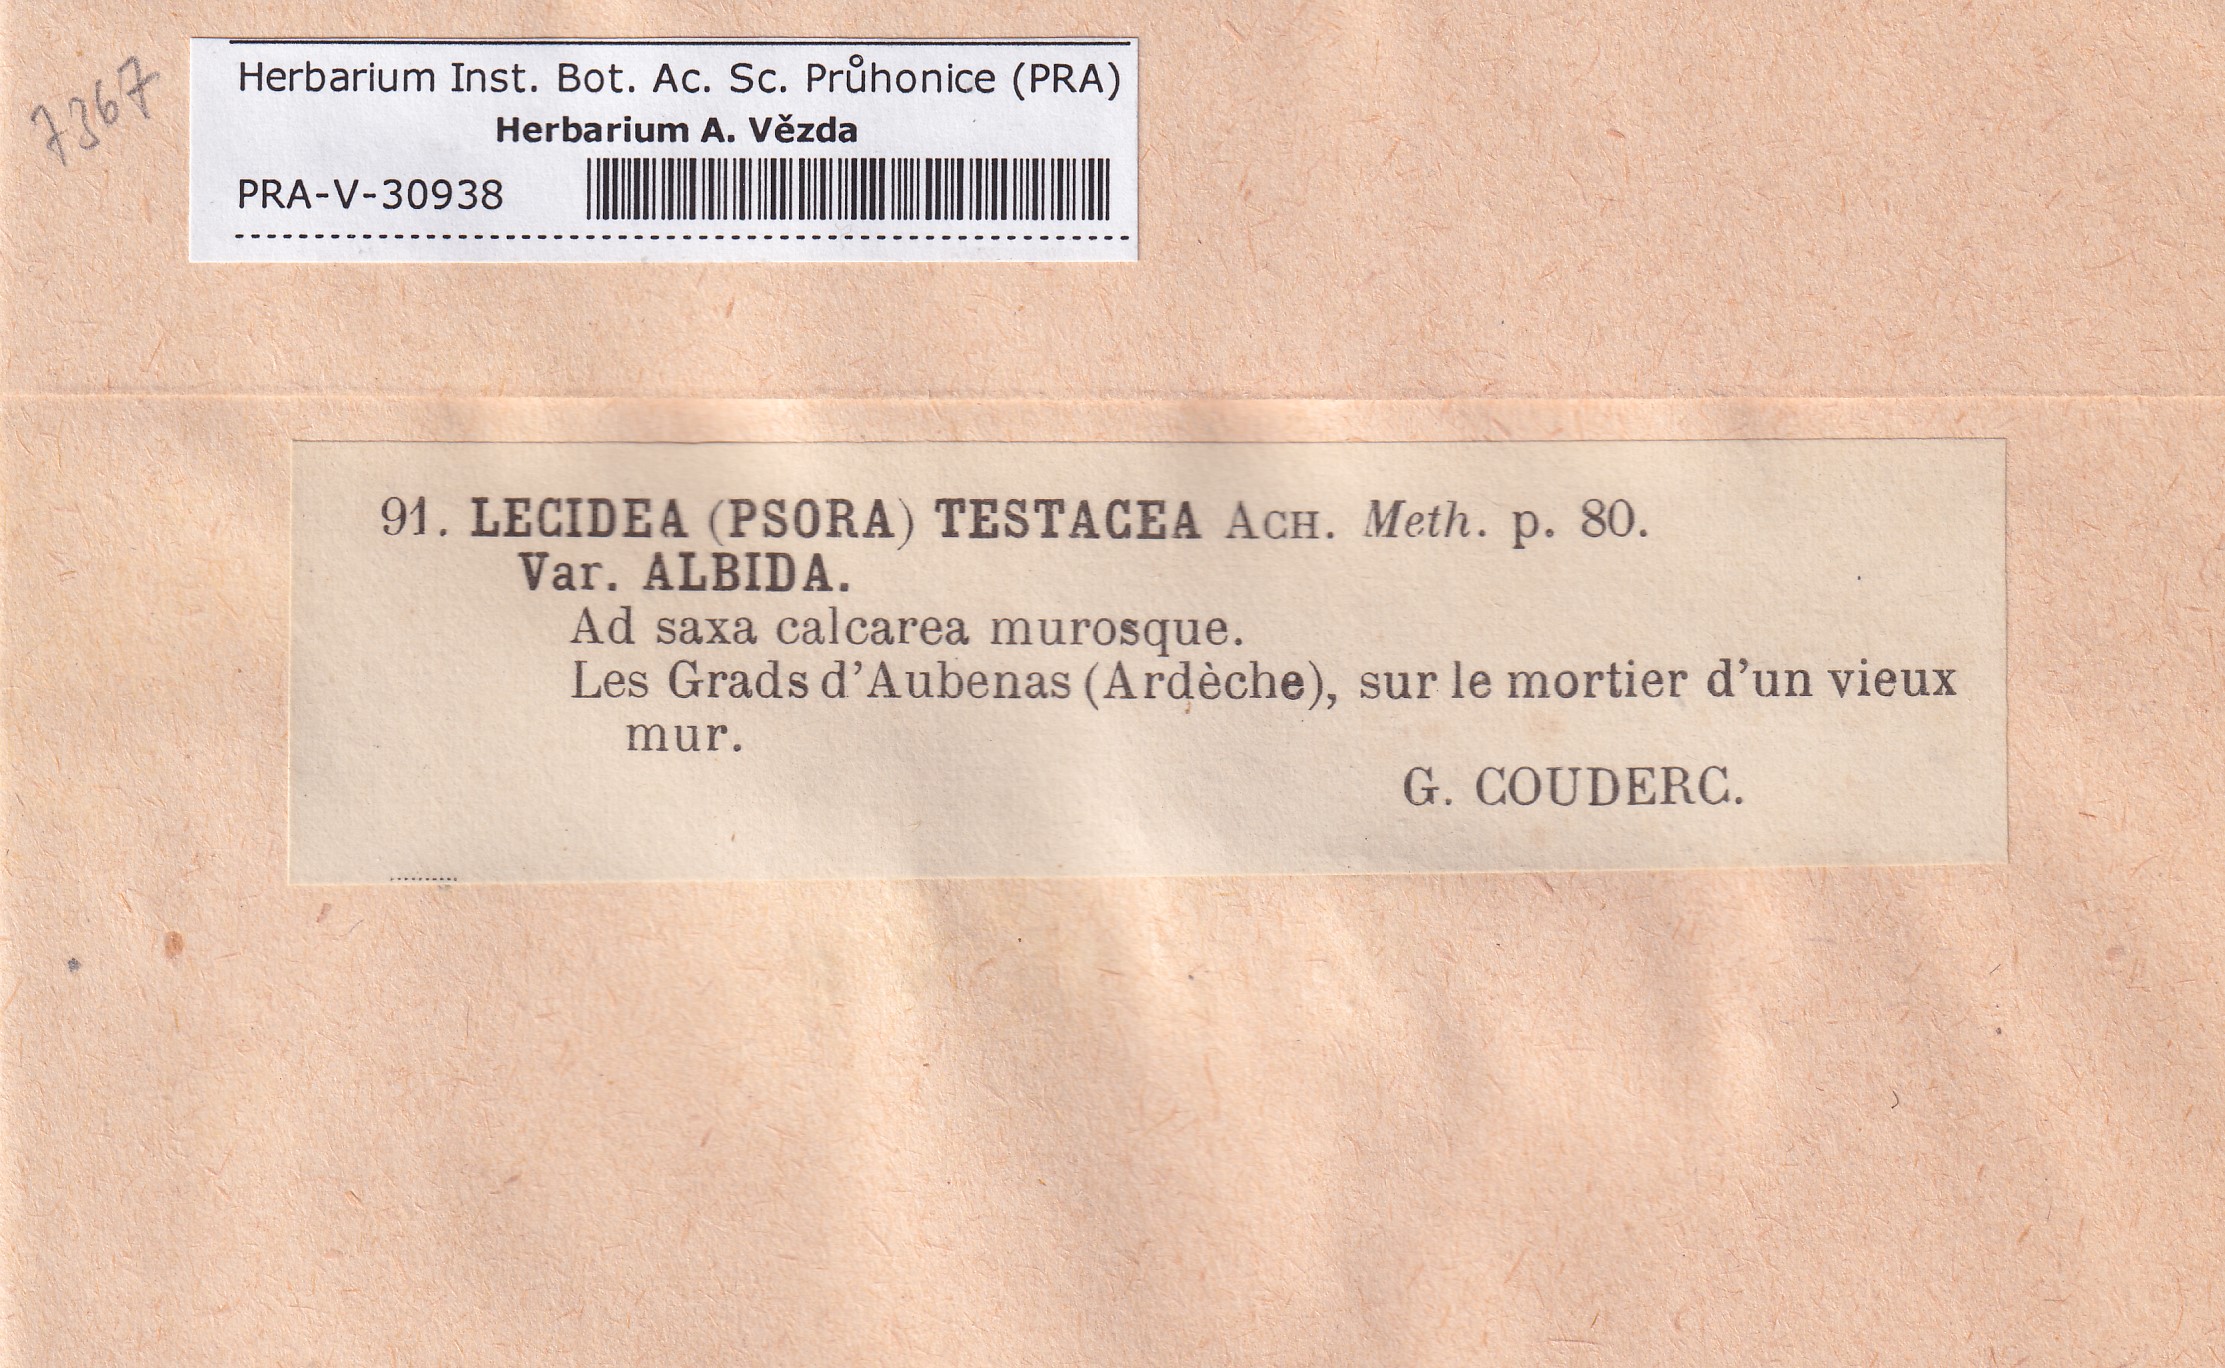 7367
Herbarium Inst. Bot. Ac. Sc. Průhonice (PRA)
Herbarium A. Vězda
PRA-V-30938
91. LECIDEA (PSORA) TESTACEA ACH. Meth. p. 80.
Var. ALBIDA.
Ad saxa calcarea murosque.
Les Grads d'Aubenas (Ardèche), sur le mortier d'un vieux
mur.
G. COUDERC.